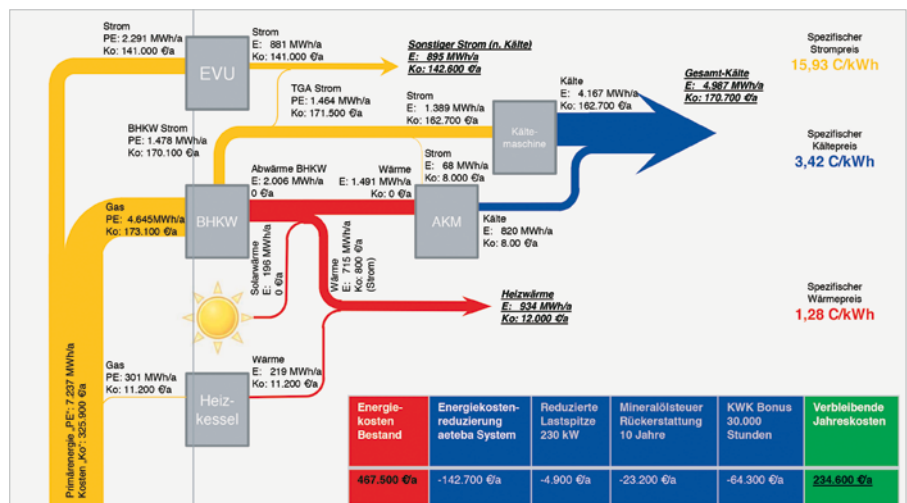 Strom
PE: 2.291 MWh/a
Ko: 141.000 €/a
EVU
Strom
E: 881 MWh/a
Ko: 141.000 €/a
Sonstiger Strom (n. Kälte)
E: 895 MWh/a
Ko: 142.600 €/a
TGA Strom
PE: 1.464 MWh/a
Ko: 171.500 €/a
BHKW Strom
PE: 1.478 MWh/a
Ko: 170.100 €/a
Strom
E: 1.389 MWh/a
Ko: 162.700 €/a
Kälte-
maschine
Kälte
E: 4.167 MWh/a
Ko: 162.700 €/a
Gesamt-Kälte
E: 4.987 MWh/a
Ko: 170.700 €/a
Spezifischer
Strompreis
15,93 C/kWh
Spezifischer
Kältepreis
3,42 C/kWh
Spezifischer
Wärmepreis
1,28 C/kWh
Gas
PE: 4.645MWh/a
Ko: 173.100 €/a
BHKW
Abwärme BHKW
E: 2.006 MWh/a
0 €/a
Wärme
E: 1.491 MWh/a
Ko: 0 €/a
Strom
E: 68 MWh/a
Ko: 8.000 €/a
AKM
Kälte
E: 820 MWh/a
Ko: 8.00 €/a
Solarwärme
E: 196 MWh/a
0 €/a
Wärme
E: 715 MWh/a
Ko: 800 €/a
(Strom)
Heizwärme
E: 934 MWh/a
Ko: 12.000 €/a
Gas
PE: 301 MWh/a
Ko: 11.200 €/a
Heiz-
kessel
Wärme
E: 219 MWh/a
Ko: 11.200 €/a
Primärenergie „PE“: 7.237 MWh/a
Kosten „Ko“: 325.900 €/a
Energie-
kosten
Bestand
Energiekosten-
reduzierung
aeteba System
Reduzierte
Lastspitze
230 kW
Mineralölsteuer
Rückerstattung
10 Jahre
KWK Bonus
30.000
Stunden
Verbleibende
Jahreskosten
467.500 €/a
-142.700 €/a
-4.900 €/a
-23.200 €/a
-64.300 €/a
234.600 €/a